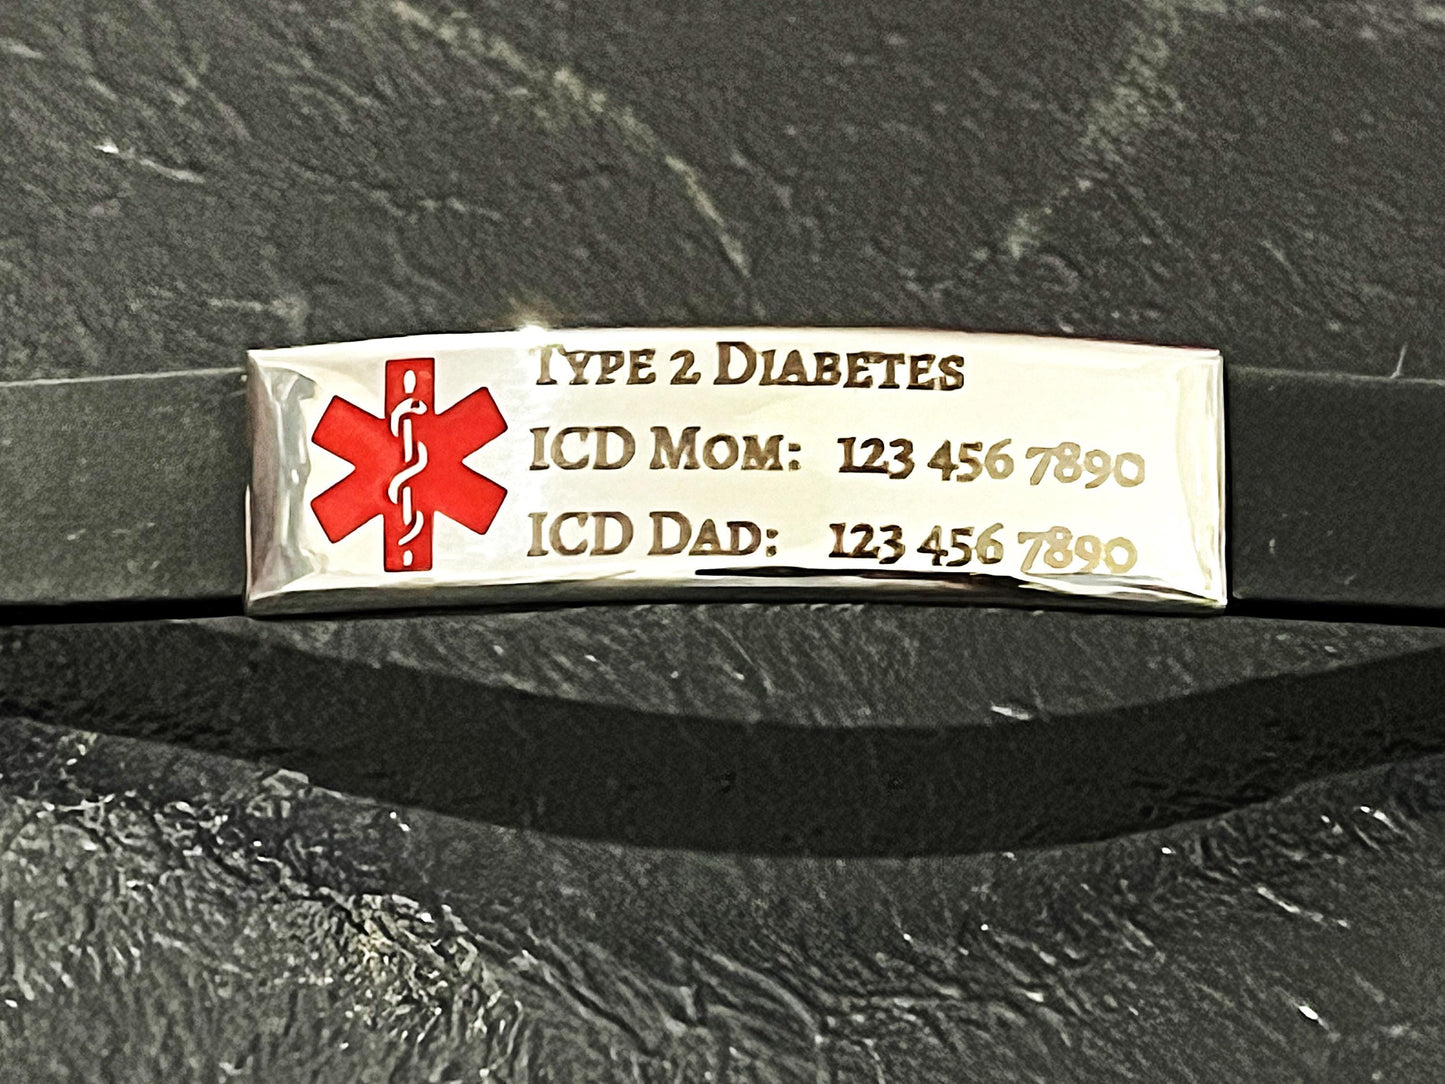 Type 2 Diabetes
ICD Mom: 123 456 7890
ICD Dad: 123 456 7890